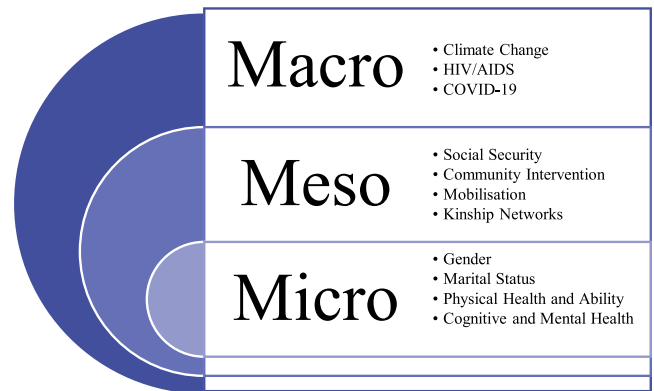 Macro
• Climate Change
• HIV/AIDS
• COVID-19
Meso
• Social Security
• Community Intervention
• Mobilisation
• Kinship Networks
Micro
• Gender
• Marital Status
• Physical Health and Ability
• Cognitive and Mental Health